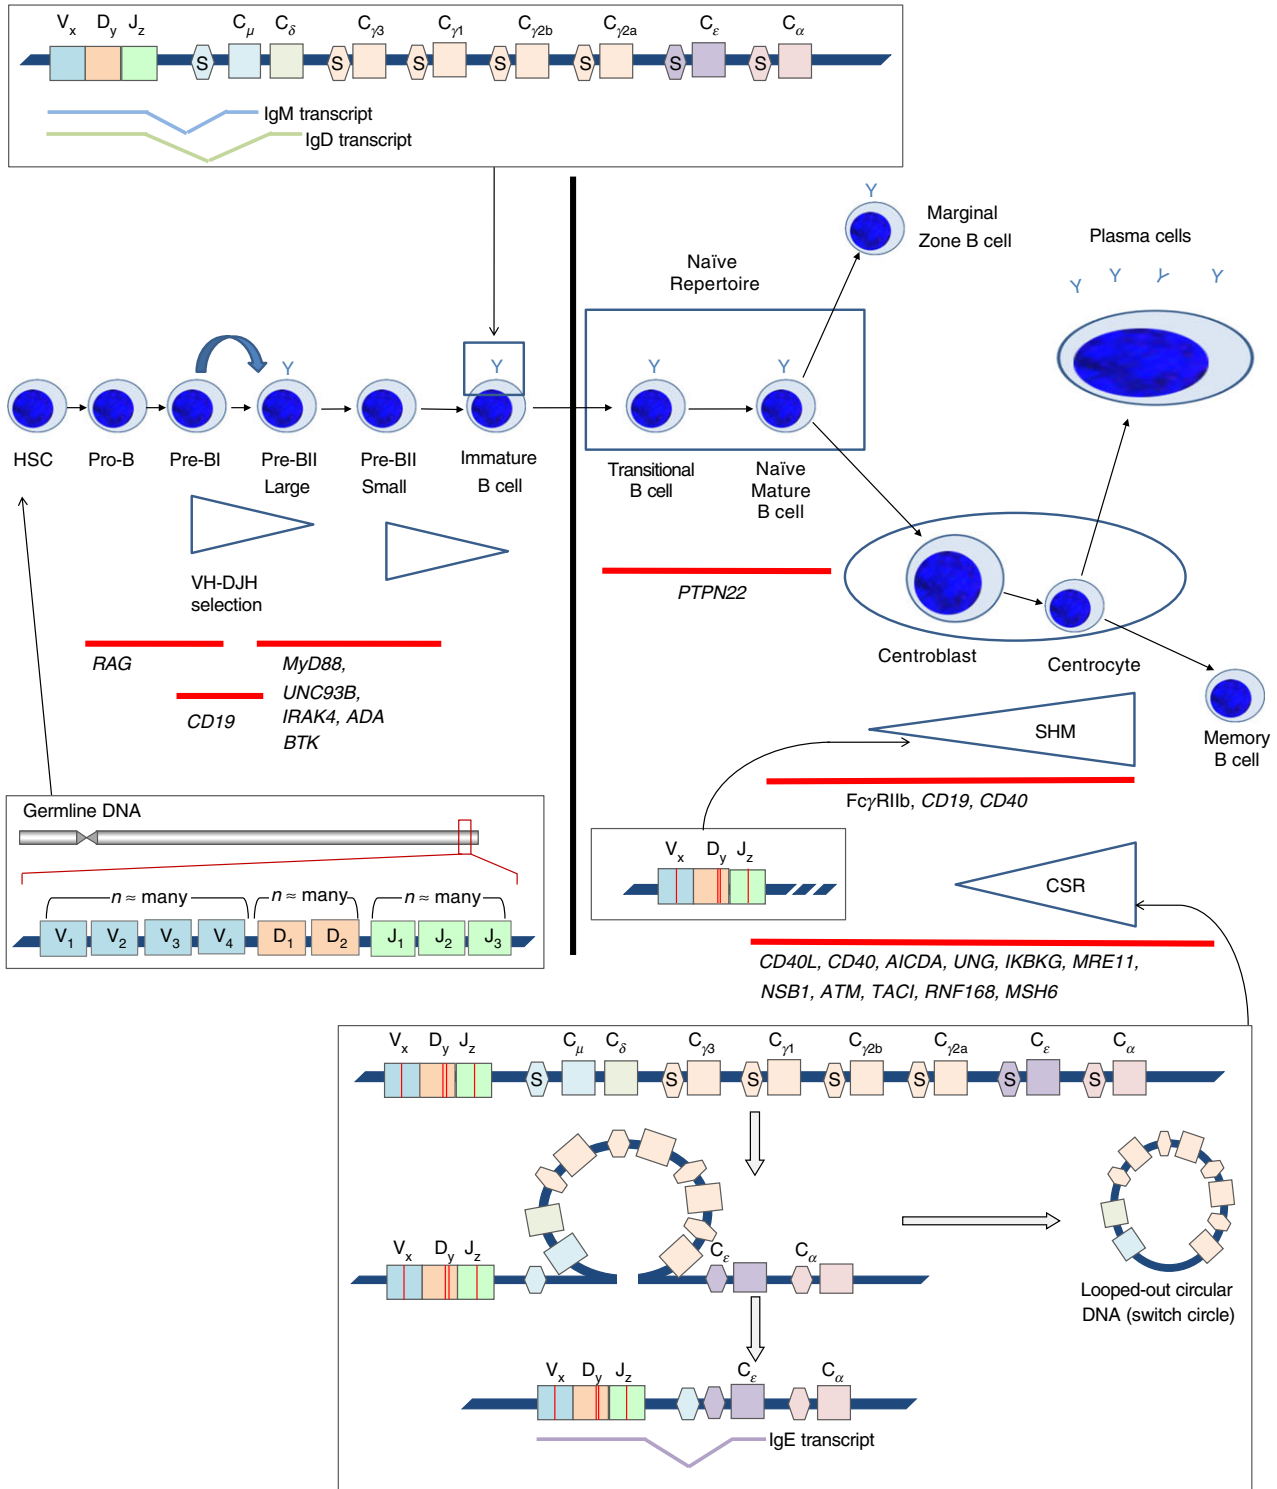 Vx Dy Jz Cμ Cδ Cγ3 Cγ1 Cγ2b Cγ2a Cε Cα
S S S S S S S
IgM transcript
IgD transcript
Y
Marginal
Zone B cell
Plasma cells
Y Y Y Y
Naïve
Repertoire
Y Y Y Y
HSC
Pro-B
Pre-BI
Pre-BII
Large
Pre-BII
Small
Immature
B cell
Transitional
B cell
Naïve
Mature
B cell
VH-DJH
selection
PTPN22
Centroblast
Centrocyte
Memory
B cell
RAG
CD19
MyD88,
UNC93B,
IRAK4, ADA
BTK
SHM
FcγRIIb, CD19, CD40
Germline DNA
n ≈ many n ≈ many n ≈ many
V1 V2 V3 V4 D1 D2 J1 J2 J3
Vx Dy Jz
CSR
CD40L, CD40, AICDA, UNG, IKBKG, MRE11,
NSB1, ATM, TACI, RNF168, MSH6
Vx Dy Jz Cμ Cδ Cγ3 Cγ1 Cγ2b Cγ2a Cε Cα
S S S S S S S
Vx Dy Jz Cε Cα
Looped-out circular
DNA (switch circle)
Vx Dy Jz Cε Cα
IgE transcript